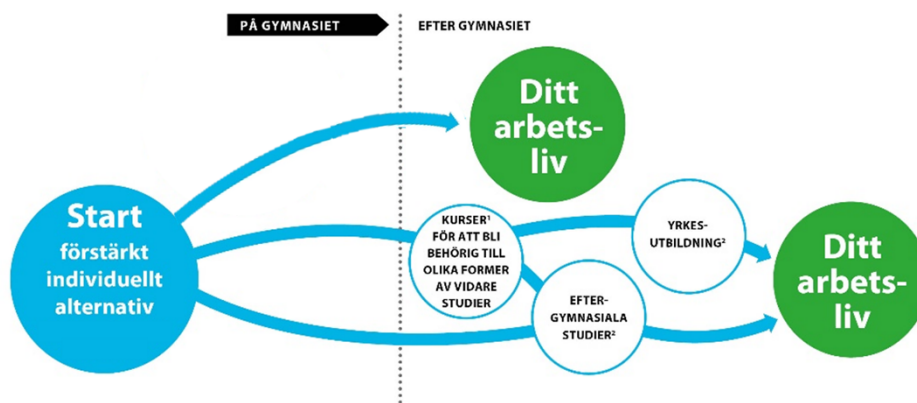 PÅ GYMNASIET
EFTER GYMNASIET
Ditt
arbets-
liv
Start
förstärkt
individuellt
alternativ
KURSER¹
FÖR ATT BLI
BEHÖRIG TILL
OLIKA FORMER
AV VIDARE
STUDIER
YRKES-
UTBILDNING²
EFTER-
GYMNASIALA
STUDIER²
Ditt
arbets-
liv